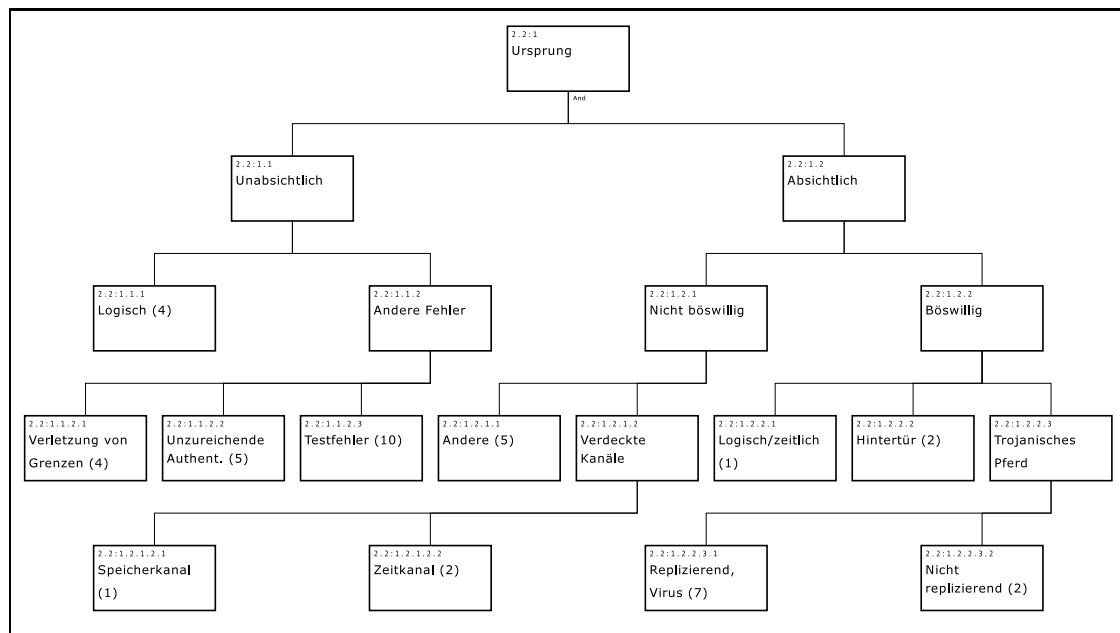 2.2:1
Ursprung
And
2.2:1.1
Unabsichtlich
2.2:1.2
Absichtlich
2.2:1.1.1
Logisch (4)
2.2:1.1.2
Andere Fehler
2.2:1.2.1
Nicht böswillig
2.2:1.2.2
Böswillig
2.2:1.1.2.1
Verletzung von
Grenzen (4)
2.2:1.1.2.2
Unzureichende
Authent. (5)
2.2:1.1.2.3
Testfehler (10)
2.2:1.2.1.1
Andere (5)
2.2:1.2.1.2
Verdeckte
Kanäle
2.2:1.2.2.1
Logisch/zeitlich
(1)
2.2:1.2.2.2
Hintertür (2)
2.2:1.2.2.3
Trojanisches
Pferd
2.2:1.2.1.2.1
Speicherkanal
(1)
2.2:1.2.1.2.2
Zeitkanal (2)
2.2:1.2.2.3.1
Replizierend,
Virus (7)
2.2:1.2.2.3.2
Nicht
replizierend (2)